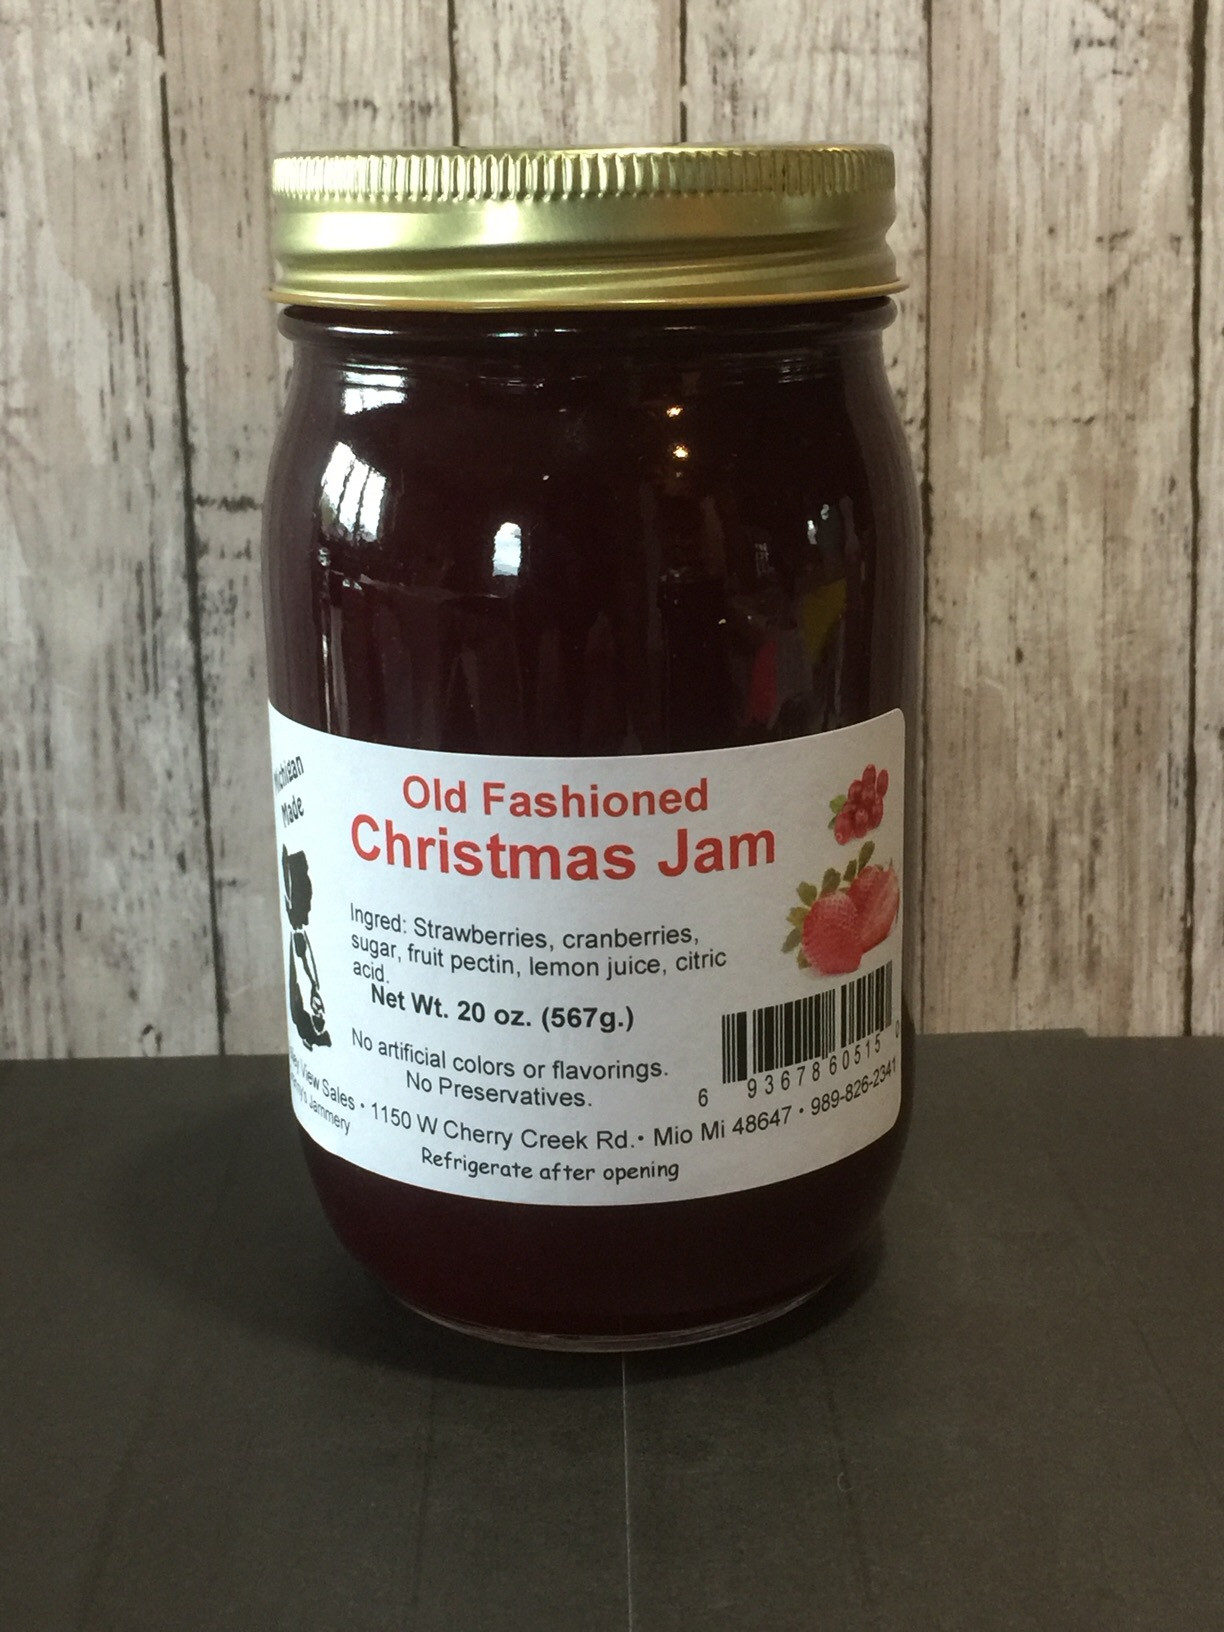 Made
Old Fashioned
Christmas Jam
Ingred: Strawberries, cranberries,
sugar, fruit pectin, lemon juice, citric
acid.
Net Wt. 20 oz. (567g.)
No artificial colors or flavorings.
No Preservatives.
6 93678 60515 0
View Sales • 1150 W Cherry Creek Rd. • Mio Mi 48647 • 989-826-2341
Jammery
Refrigerate after opening